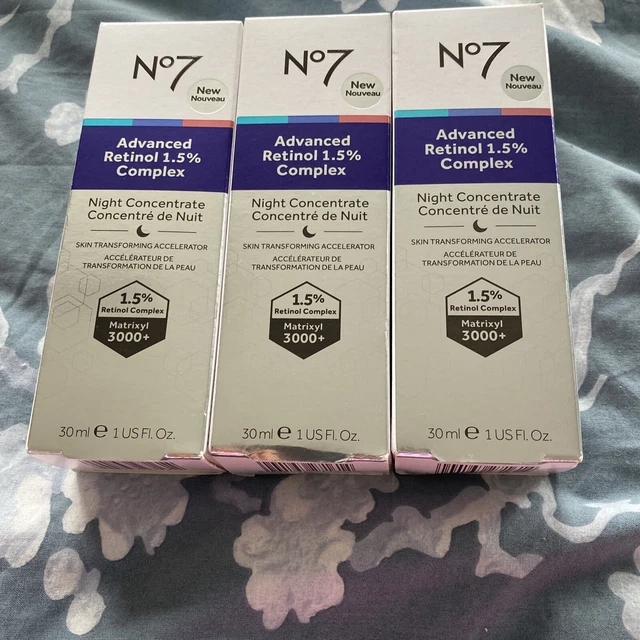 No7
New
Nouveau
Advanced
Retinol 1.5%
Complex
Night Concentrate
Concentré de Nuit
SKIN TRANSFORMING ACCELERATOR
ACCÉLÉRATEUR DE
TRANSFORMATION DE LA PEAU
1.5%
Retinol Complex
Matrixyl
3000+
30 ml e 1 US Fl. Oz.
No7
New
Nouveau
Advanced
Retinol 1.5%
Complex
Night Concentrate
Concentré de Nuit
SKIN TRANSFORMING ACCELERATOR
ACCÉLÉRATEUR DE
TRANSFORMATION DE LA PEAU
1.5%
Retinol Complex
Matrixyl
3000+
30 ml e 1 US Fl. Oz.
No7
New
Nouveau
Advanced
Retinol 1.5%
Complex
Night Concentrate
Concentré de Nuit
SKIN TRANSFORMING ACCELERATOR
ACCÉLÉRATEUR DE
TRANSFORMATION DE LA PEAU
1.5%
Retinol Complex
Matrixyl
3000+
30 ml e 1 US Fl. Oz.